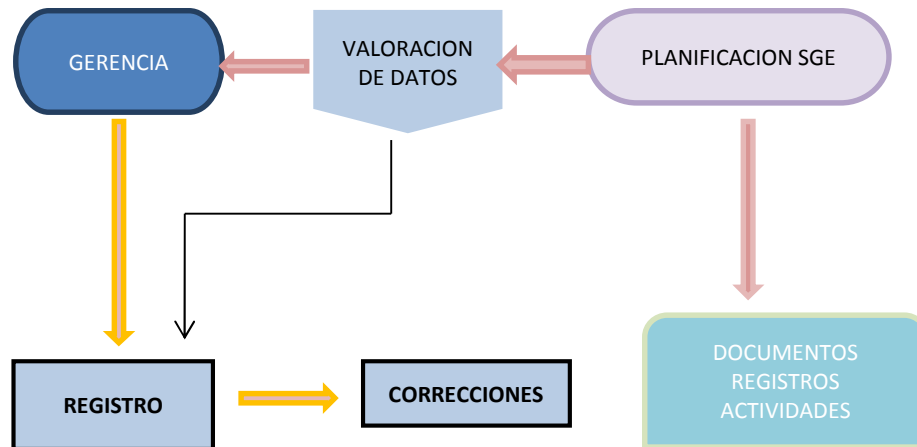 GERENCIA
VALORACION
DE DATOS
PLANIFICACION SGE
REGISTRO
CORRECCIONES
DOCUMENTOS
REGISTROS
ACTIVIDADES